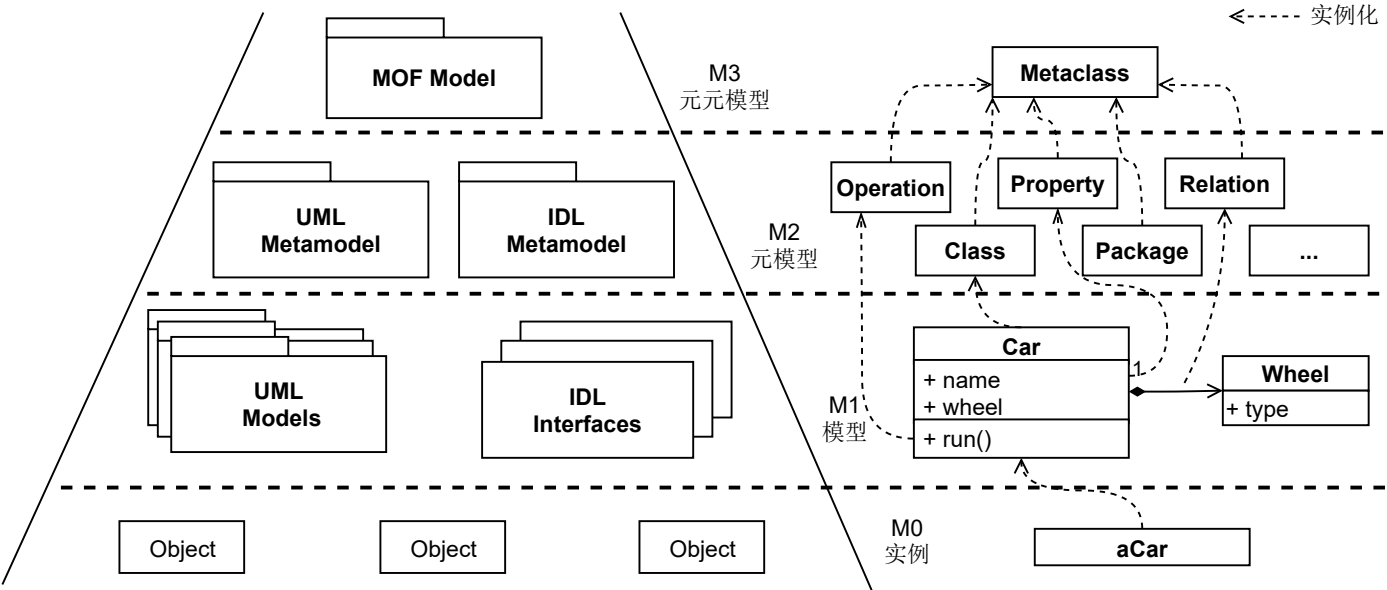 实例化
MOF Model
M3
元元模型
Metaclass
UML
Metamodel
IDL
Metamodel
M2
元模型
Operation
Property
Relation
Class
Package
...
UML
Models
IDL
Interfaces
M1
模型
Car
+ name
+ wheel
+ run()
1
Wheel
+ type
Object
Object
Object
M0
实例
aCar